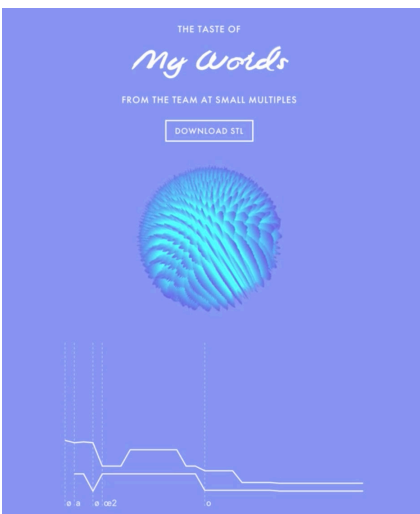 THE TASTE OF
My Words
FROM THE TEAM AT SMALL MULTIPLES
DOWNLOAD STL
ø a ø œ2 o